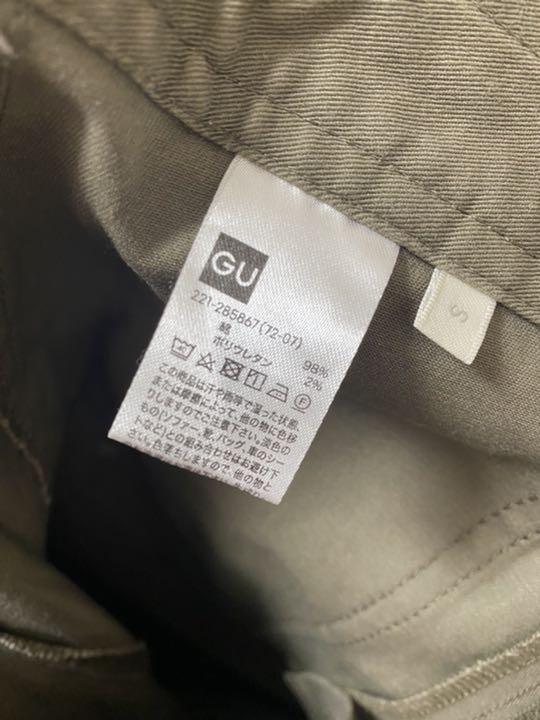 GU
221-285867(72-07)
綿 98%
ポリウレタン 2%
この商品は汗や雨等で湿った状態、
または摩擦によって、他の物に色移
りしますのでご注意下さい。淡色の
もの(ソファー、靴、バッグ、車のシー
トなど)との組み合わせはお避け下
さい。色落ちしますので、他の物と
S